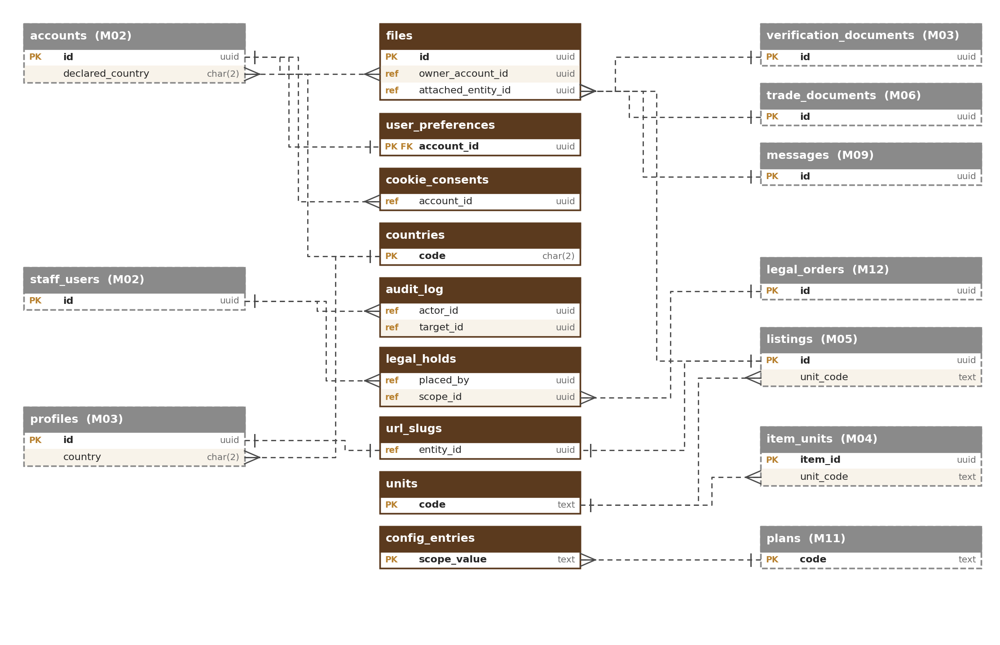 accounts (M02)
PK id uuid
declared_country char(2)
staff_users (M02)
PK id uuid
profiles (M03)
PK id uuid
country char(2)
files
PK id uuid
ref owner_account_id uuid
ref attached_entity_id uuid
user_preferences
PK FK account_id uuid
cookie_consents
ref account_id uuid
countries
PK code char(2)
audit_log
ref actor_id uuid
ref target_id uuid
legal_holds
ref placed_by uuid
ref scope_id uuid
url_slugs
ref entity_id uuid
units
PK code text
config_entries
PK scope_value text
verification_documents (M03)
PK id uuid
trade_documents (M06)
PK id uuid
messages (M09)
PK id uuid
legal_orders (M12)
PK id uuid
listings (M05)
PK id uuid
unit_code text
item_units (M04)
PK item_id uuid
unit_code text
plans (M11)
PK code text